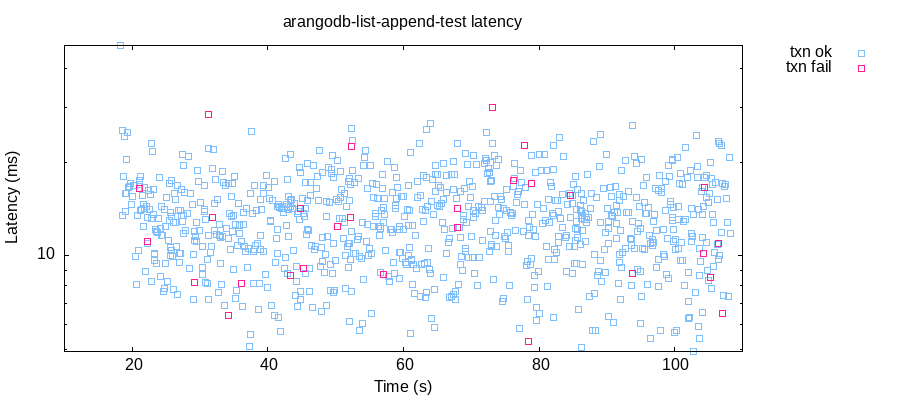 arangodb-list-append-test latency
txn ok
txn fail
Latency (ms)
10
20 40 60 80 100
Time (s)